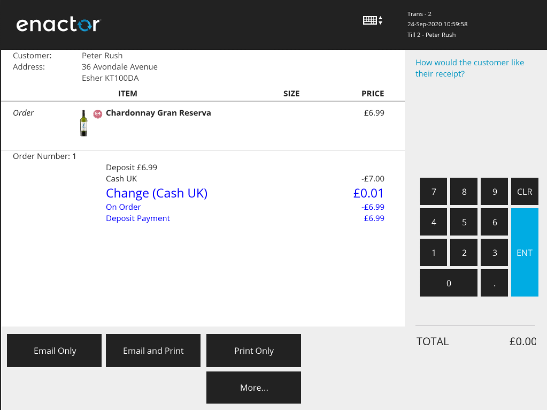 enactor
Trans - 2
24-Sep-2020 10:59:58
Till 2 - Peter Rush
Customer: Peter Rush
Address: 36 Avondale Avenue
Esher KT100DA
How would the customer like
their receipt?
ITEM SIZE PRICE
Order Chardonnay Gran Reserva £6.99
Order Number: 1
Deposit £6.99
Cash UK -£7.00
Change (Cash UK) £0.01
On Order -£6.99
Deposit Payment £6.99
7 8 9 CLR
4 5 6
1 2 3 ENT
0 .
TOTAL £0.00
Email Only Email and Print Print Only
More...